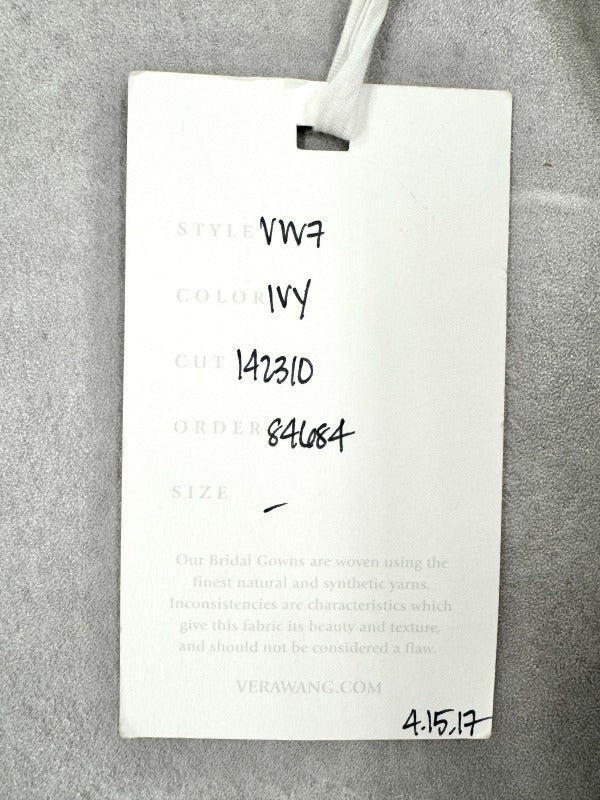 STYLE VW7
COLOR IVY
CUT 142310
ORDER 84684
SIZE -
Our Bridal Gowns are woven using the
finest natural and synthetic yarns.
Inconsistencies are characteristics which
give this fabric its beauty and texture,
and should not be considered a flaw.
VERAWANG.COM
4.15.17